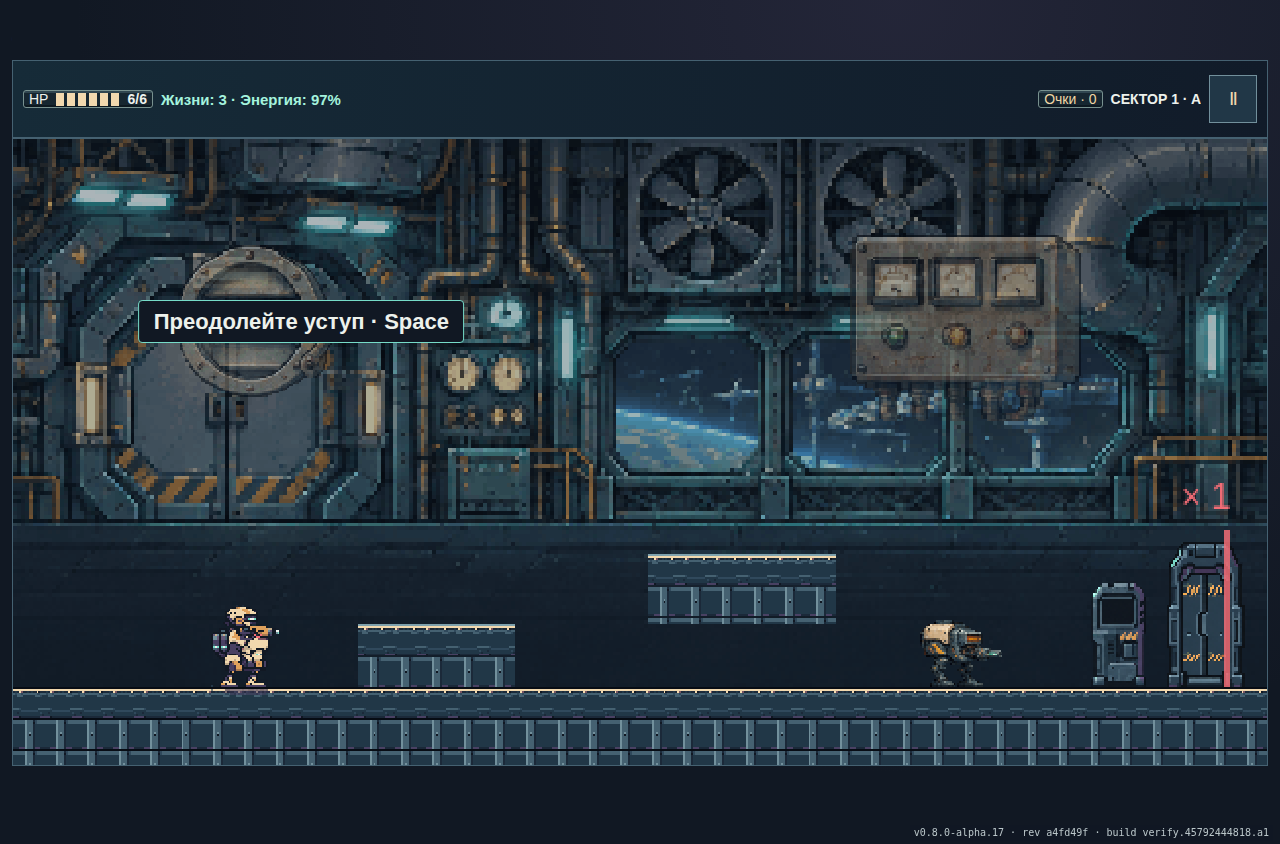 HP 6/6 Жизни: 3 · Энергия: 97% Очки · 0 СЕКТОР 1 · A II
Преодолейте уступ · Space
× 1
v0.8.0-alpha.17 · rev a4fd49f · build verify.45792444818.a1